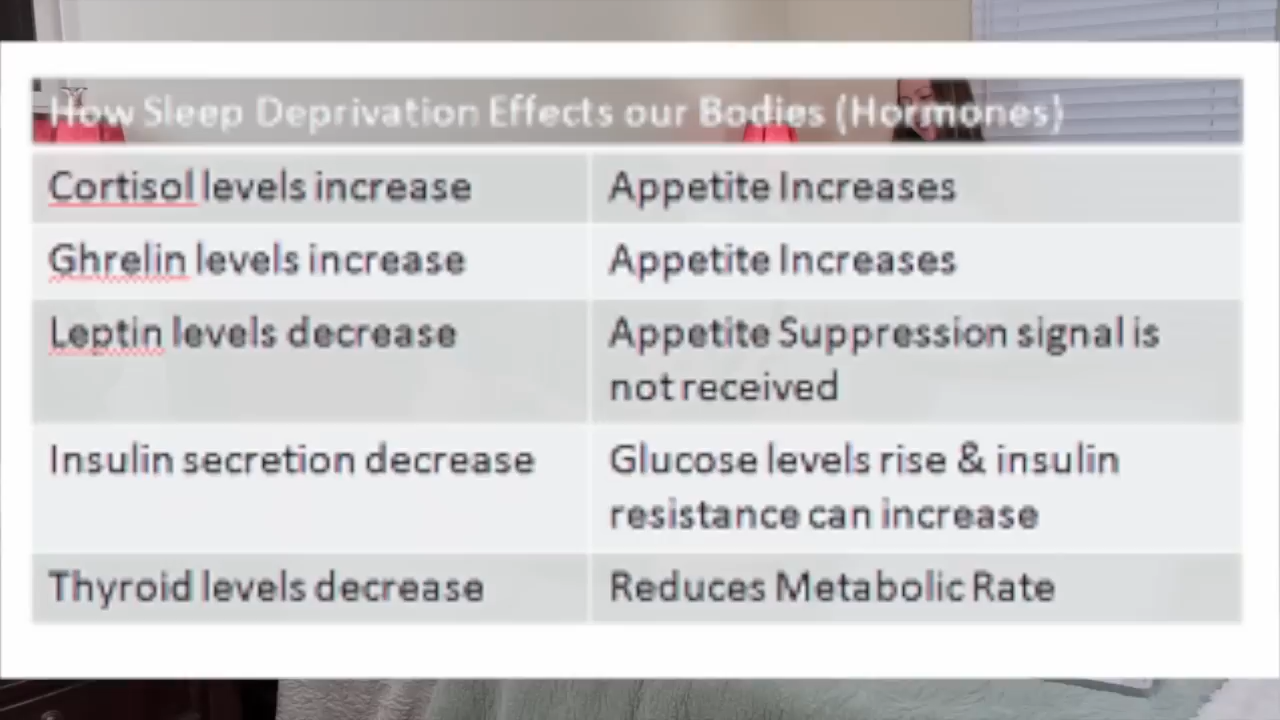 How Sleep Deprivation Effects our Bodies (Hormones)
Cortisol levels increase
Appetite Increases
Ghrelin levels increase
Appetite Increases
Leptin levels decrease
Appetite Suppression signal is
not received
Insulin secretion decrease
Glucose levels rise & insulin
resistance can increase
Thyroid levels decrease
Reduces Metabolic Rate